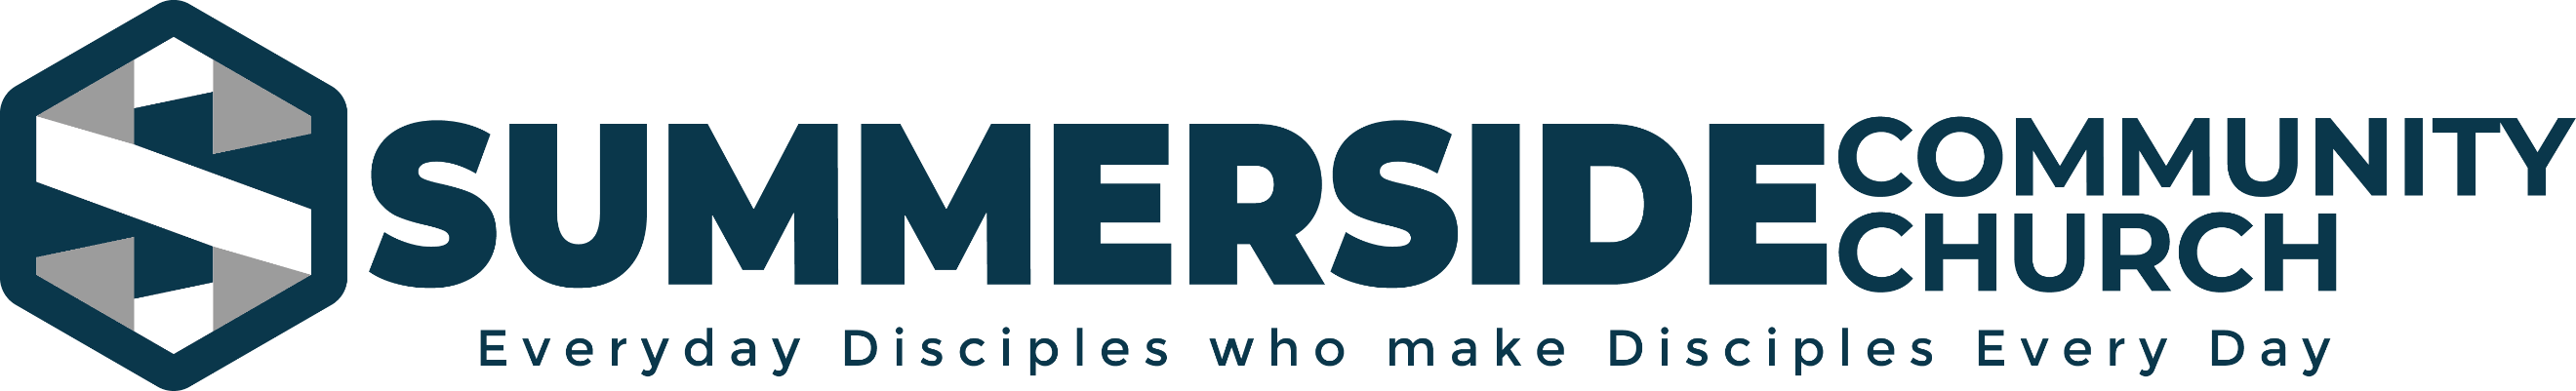 SUMMERSIDE
COMMUNITY
CHURCH
Everyday Disciples who make Disciples Every Day